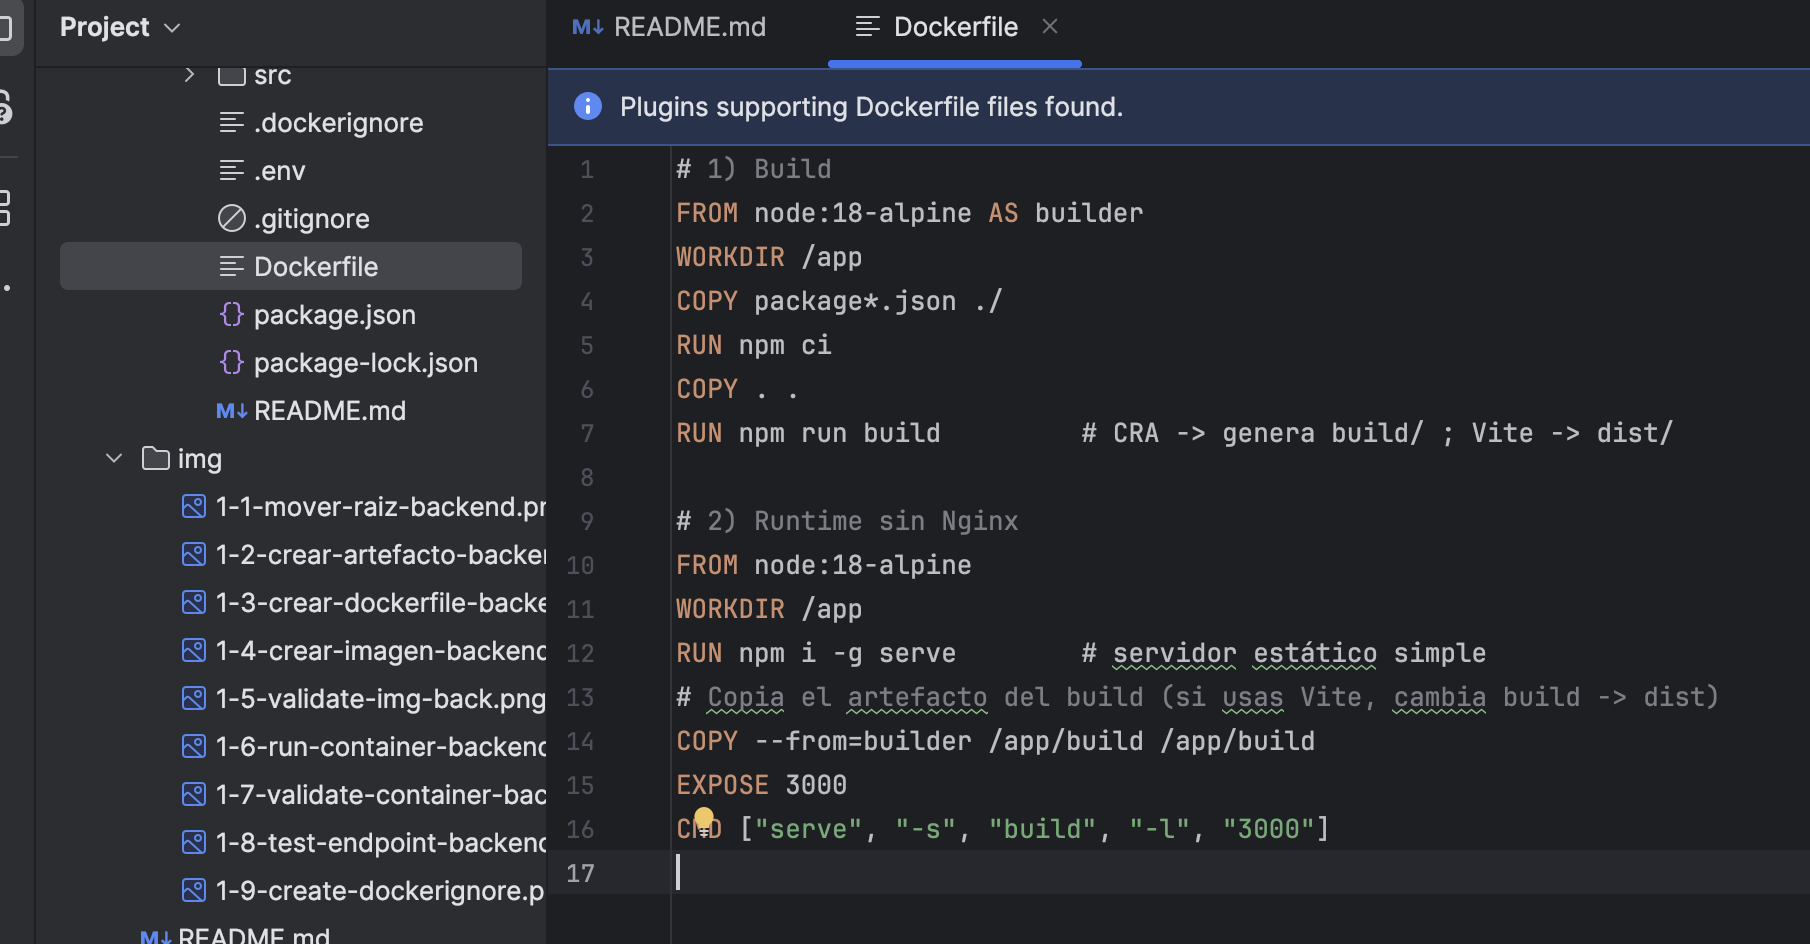 Project
src
.dockerignore
.env
.gitignore
Dockerfile
{} package.json
{} package-lock.json
M↓ README.md
img
1-1-mover-raiz-backend.pr
1-2-crear-artefacto-backer
1-3-crear-dockerfile-backe
1-4-crear-imagen-backend
1-5-validate-img-back.png
1-6-run-container-backend
1-7-validate-container-bac
1-8-test-endpoint-backend
1-9-create-dockerignore.p
M↓ README.md
M↓ README.md
Dockerfile
Plugins supporting Dockerfile files found.
1 # 1) Build
2 FROM node:18-alpine AS builder
3 WORKDIR /app
4 COPY package*.json ./
5 RUN npm ci
6 COPY . .
7 RUN npm run build # CRA -> genera build/ ; Vite -> dist/
8
9 # 2) Runtime sin Nginx
10 FROM node:18-alpine
11 WORKDIR /app
12 RUN npm i -g serve # servidor estático simple
13 # Copia el artefacto del build (si usas Vite, cambia build -> dist)
14 COPY --from=builder /app/build /app/build
15 EXPOSE 3000
16 CMD ["serve", "-s", "build", "-l", "3000"]
17